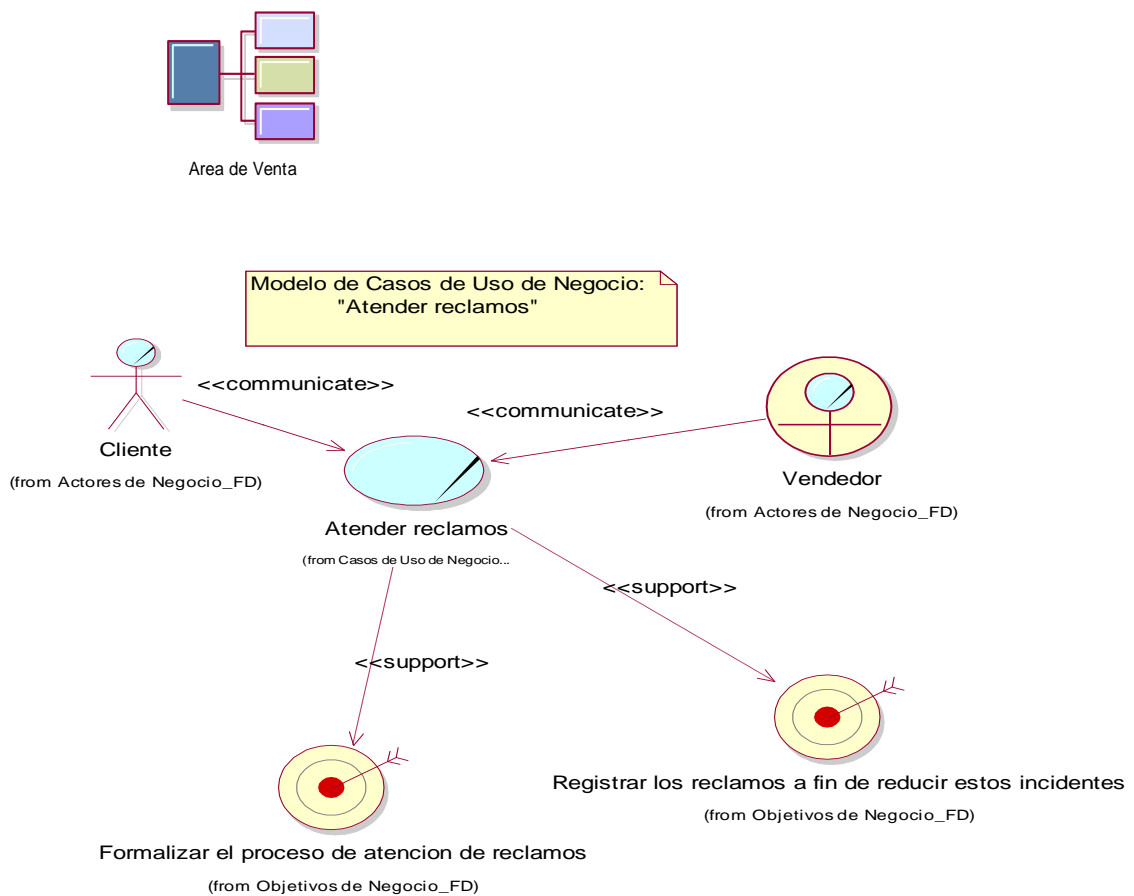 Area de Venta
Modelo de Casos de Uso de Negocio:
"Atender reclamos"
<<communicate>>
<<communicate>>
Cliente
(from Actores de Negocio_FD)
Vendedor
(from Actores de Negocio_FD)
Atender reclamos
(from Casos de Uso de Negocio...
<<support>>
<<support>>
Registrar los reclamos a fin de reducir estos incidentes
(from Objetivos de Negocio_FD)
Formalizar el proceso de atencion de reclamos
(from Objetivos de Negocio_FD)